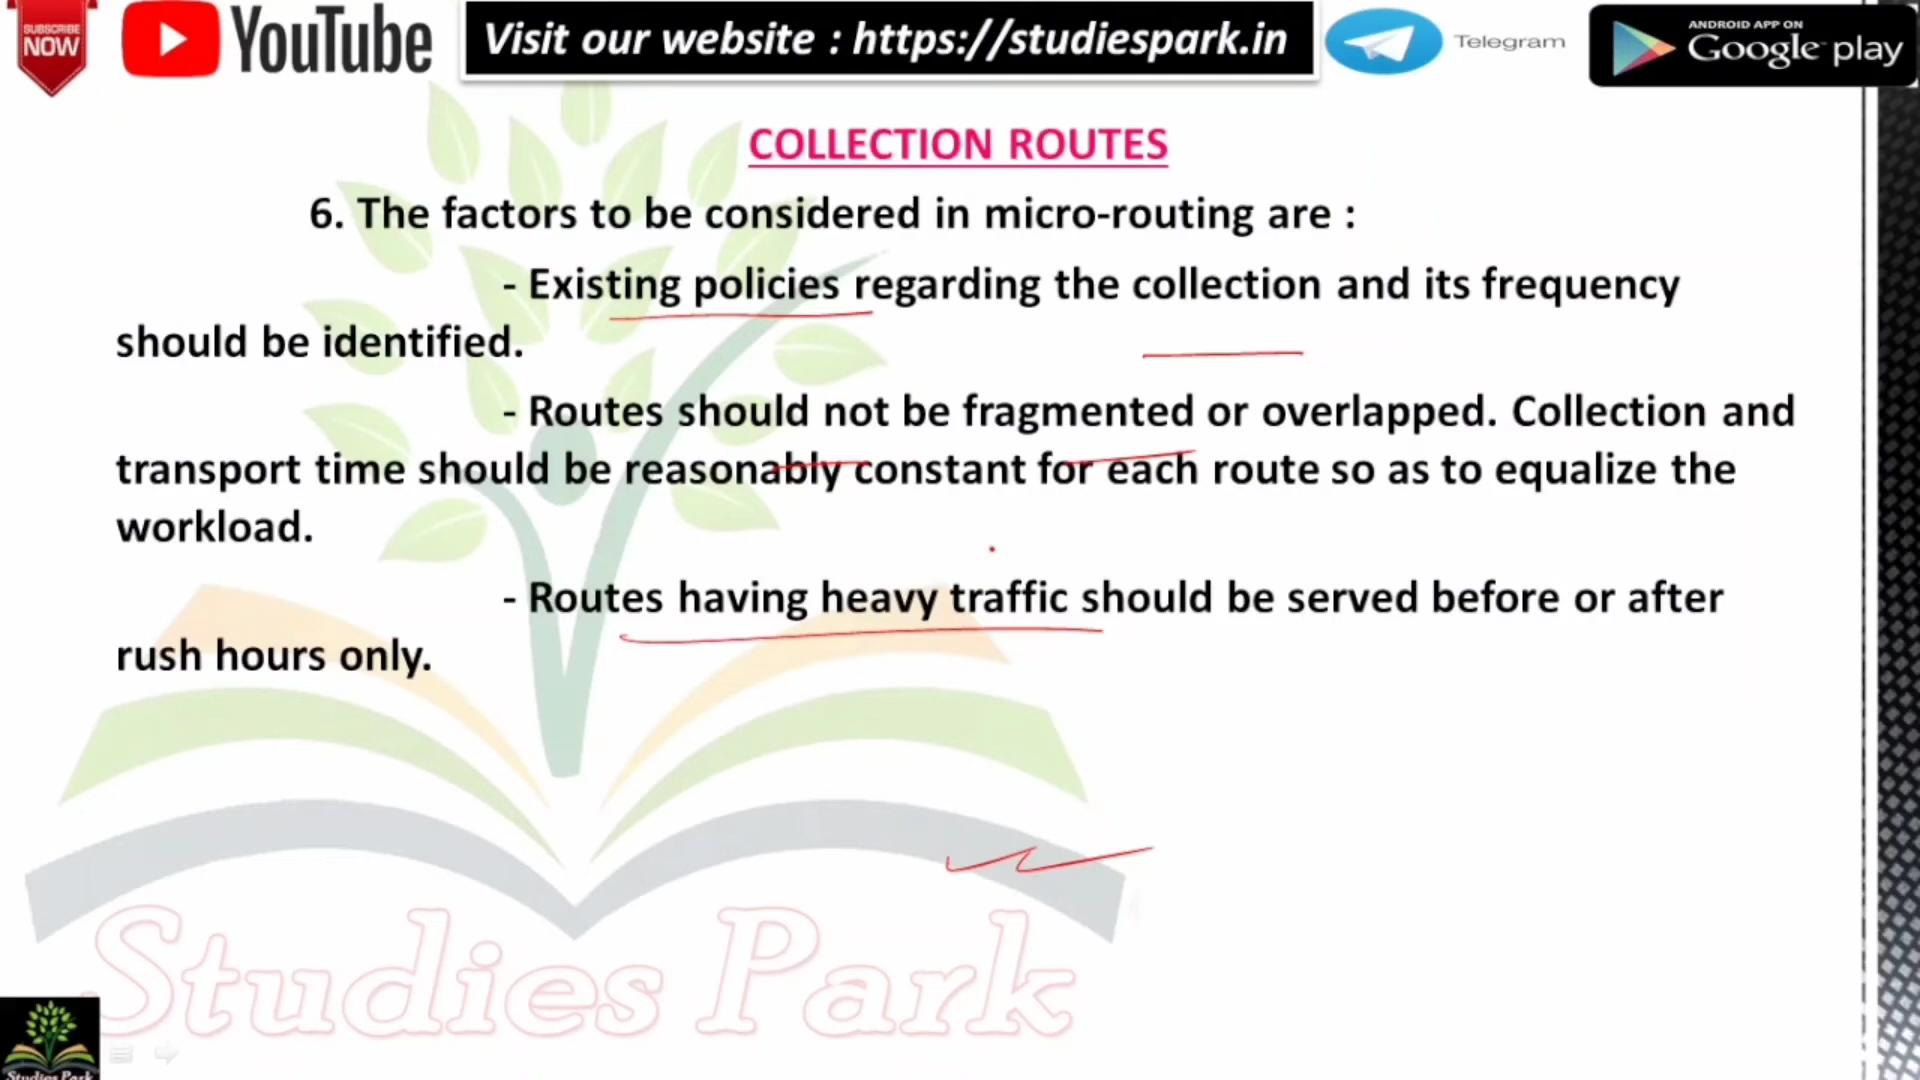 SUBSCRIBE
NOW
YouTube
Visit our website : https://studiespark.in
Telegram
ANDROID APP ON
Google play
COLLECTION ROUTES
6. The factors to be considered in micro-routing are :
- Existing policies regarding the collection and its frequency
should be identified.
- Routes should not be fragmented or overlapped. Collection and
transport time should be reasonably constant for each route so as to equalize the
workload.
- Routes having heavy traffic should be served before or after
rush hours only.
Studies Park
Studies Park